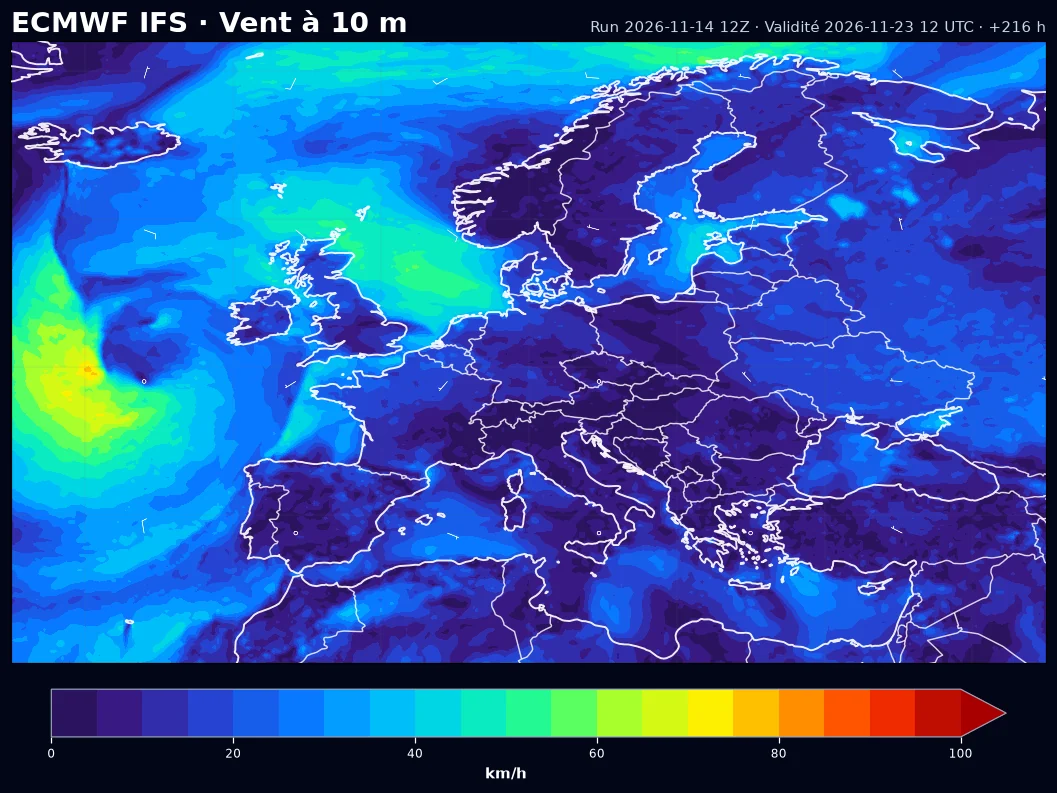 ECMWF IFS · Vent à 10 m
Run 2026-11-14 12Z · Validité 2026-11-23 12 UTC · +216 h
0 20 40 60 80 100
km/h